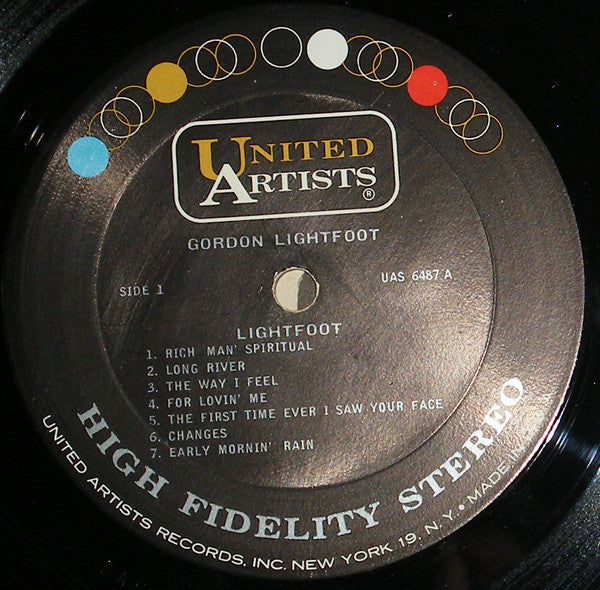 UNITED
ARTISTS®
GORDON LIGHTFOOT
SIDE 1
UAS 6487 A
LIGHTFOOT
1. RICH MAN' SPIRITUAL
2. LONG RIVER
3. THE WAY I FEEL
4. FOR LOVIN' ME
5. THE FIRST TIME EVER I SAW YOUR FACE
6. CHANGES
7. EARLY MORNIN' RAIN
HIGH FIDELITY STEREO
UNITED ARTISTS RECORDS, INC. NEW YORK 19, N.Y. • MADE IN